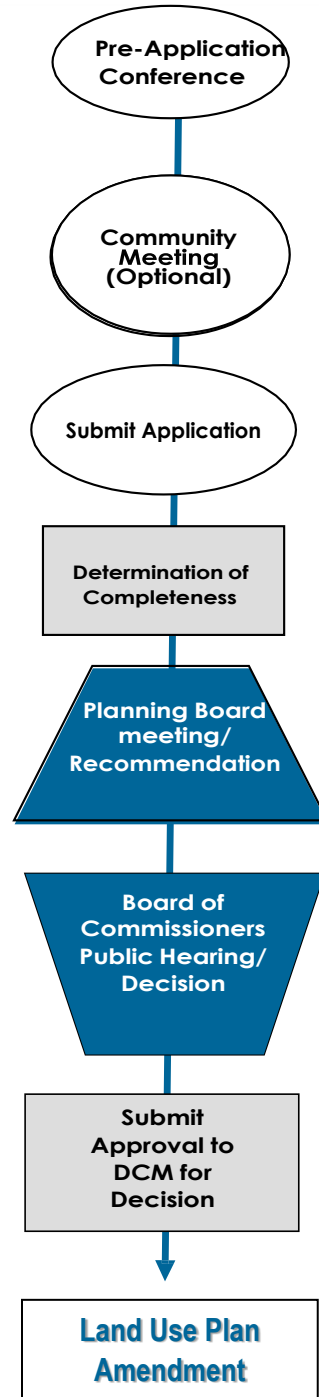 Pre-Application
Conference
Community
Meeting
(Optional)
Submit Application
Determination of
Completeness
Planning Board
meeting/
Recommendation
Board of
Commissioners
Public Hearing/
Decision
Submit
Approval to
DCM for
Decision
Land Use Plan
Amendment